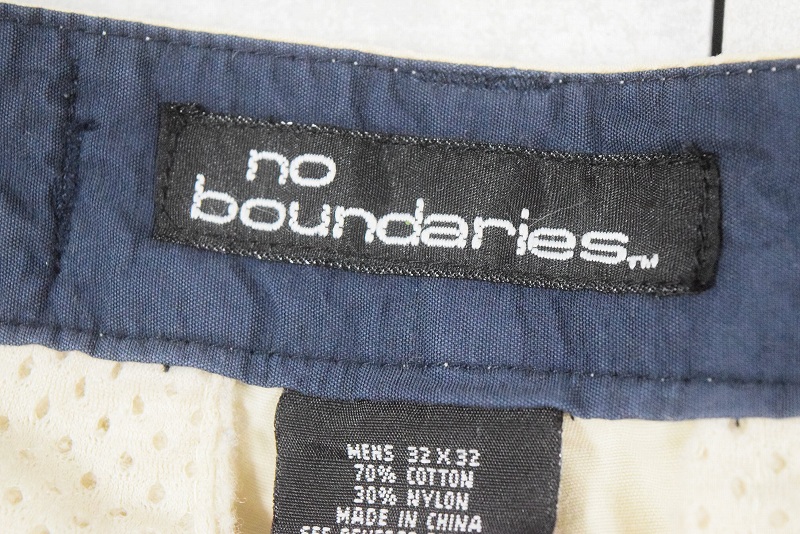 no
boundaries™
MENS 32 X 32
70% COTTON
30% NYLON
MADE IN CHINA